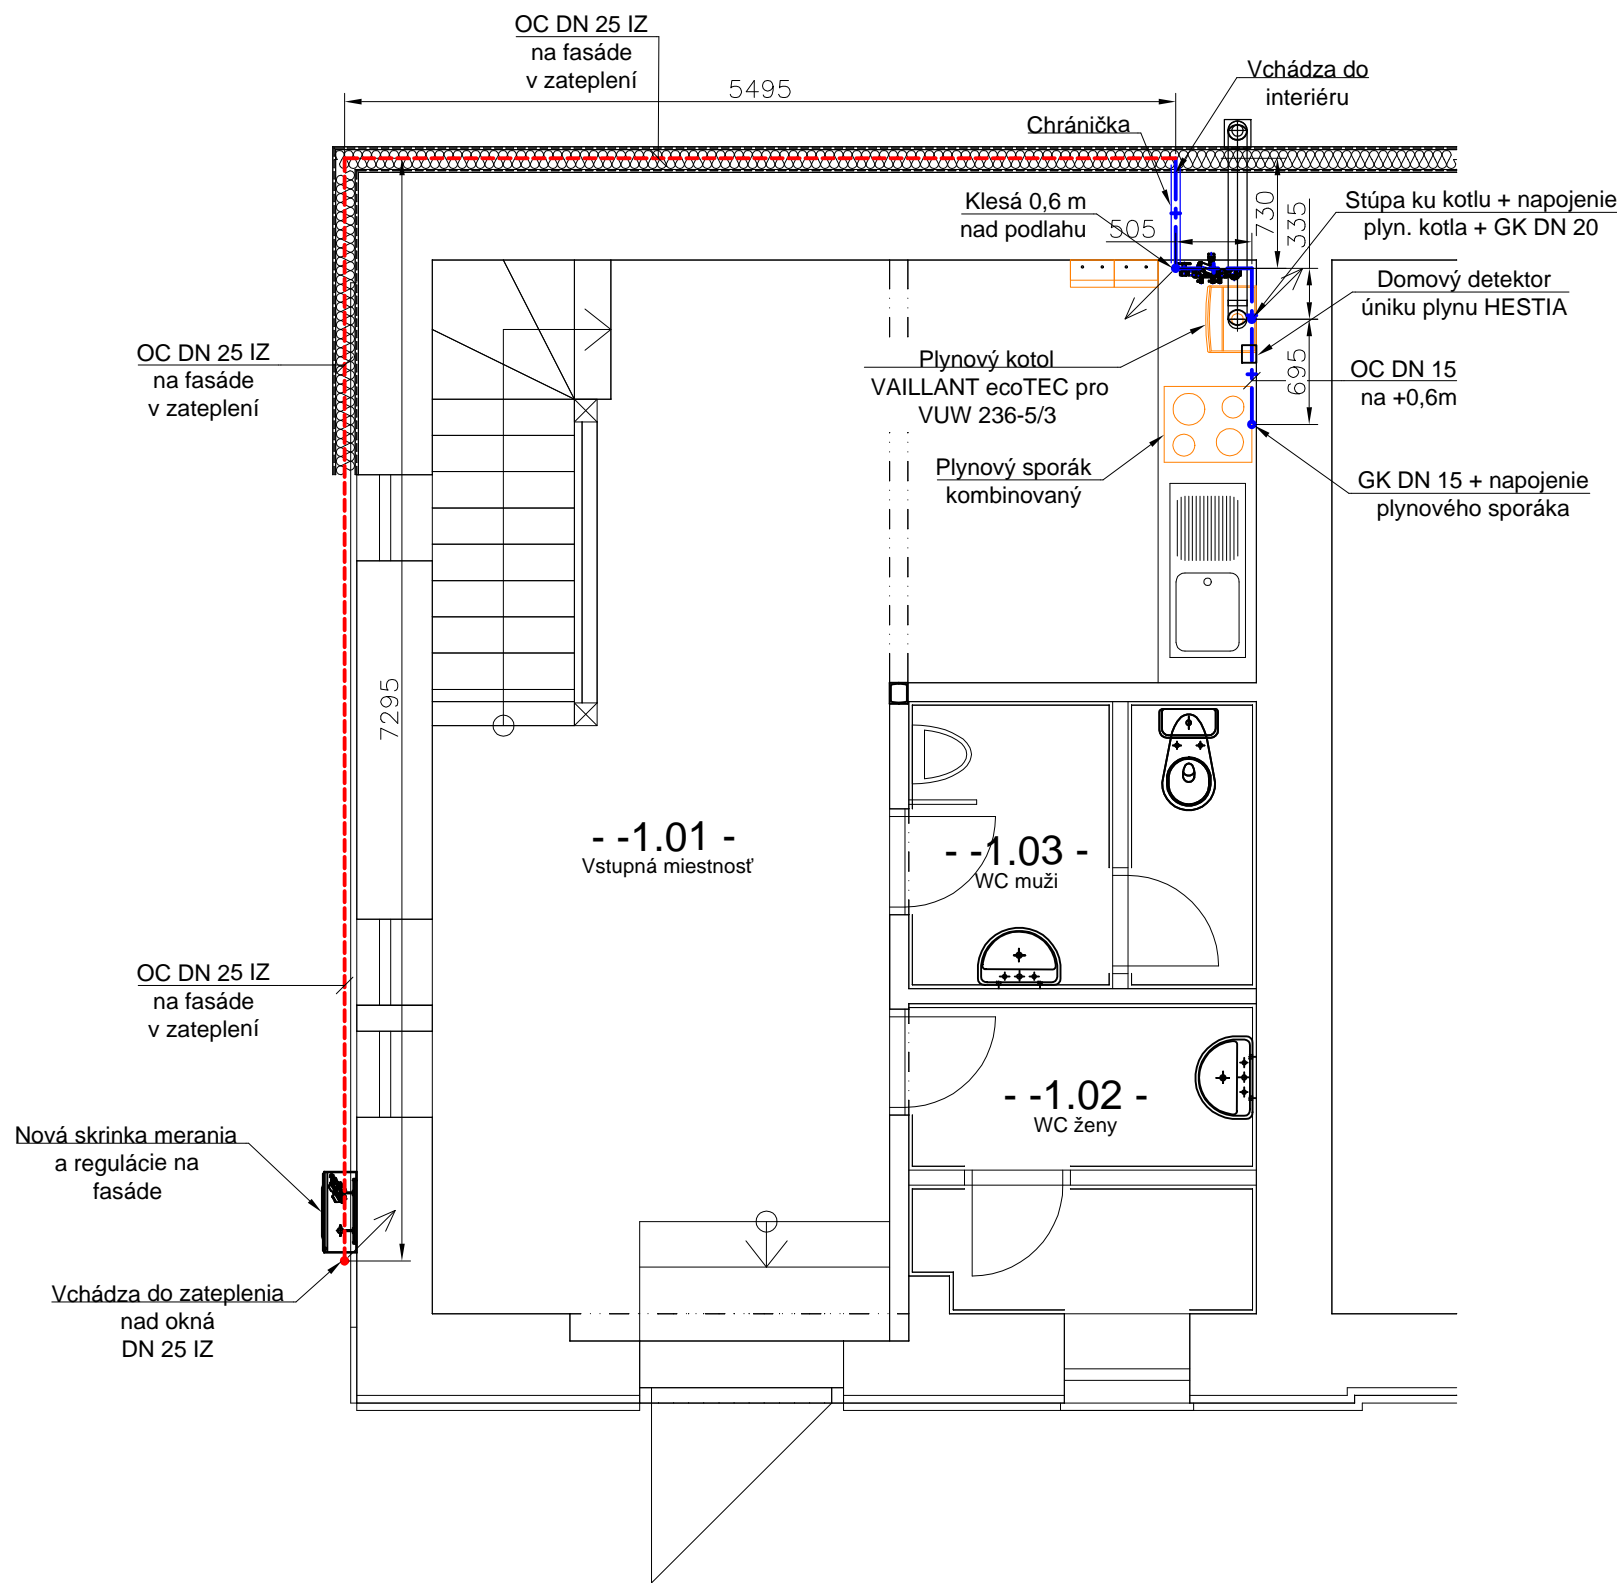 OC DN 25 IZ
na fasáde
v zateplení
5495
Vchádza do
interiéru
Chránička
Klesá 0,6 m
nad podlahu
505
730
335
Stúpa ku kotlu + napojenie
plyn. kotla + GK DN 20
Domový detektor
úniku plynu HESTIA
OC DN 25 IZ
na fasáde
v zateplení
Plynový kotol
VAILLANT ecoTEC pro
VUW 236-5/3
695
OC DN 15
na +0,6m
Plynový sporák
kombinovaný
GK DN 15 + napojenie
plynového sporáka
7295
- -1.01 -
Vstupná miestnosť
- -1.03 -
WC muži
OC DN 25 IZ
na fasáde
v zateplení
- -1.02 -
WC ženy
Nová skrinka merania
a regulácie na
fasáde
Vchádza do zateplenia
nad okná
DN 25 IZ